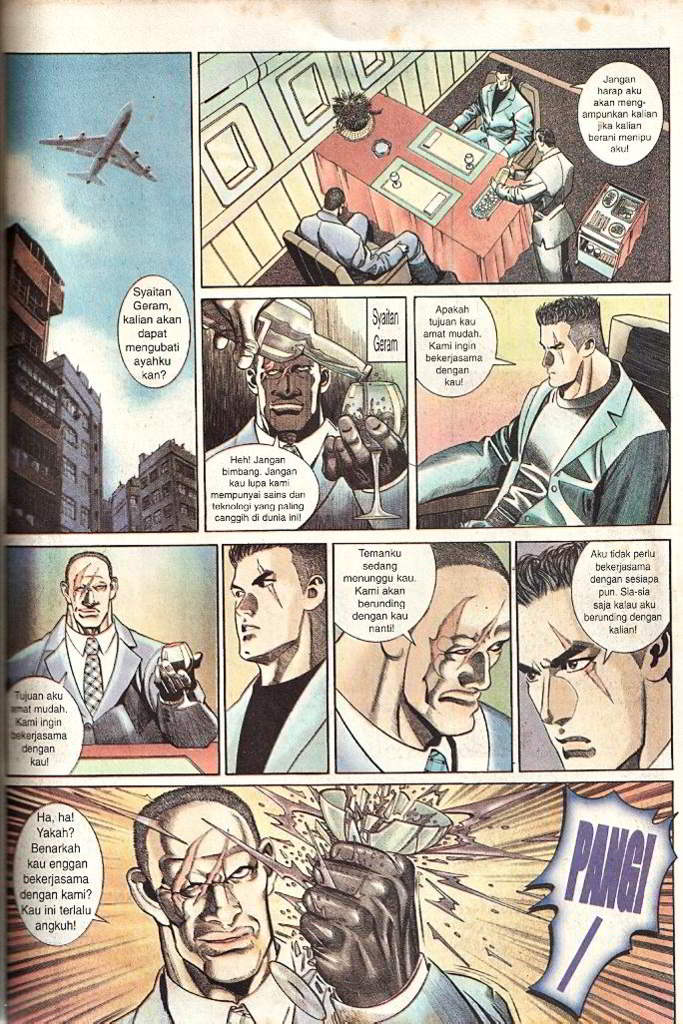 Jangan
harap aku
akan meng-
ampunkan kalian
jika kalian
berani menipu
aku!
Syaitan
Geram,
kalian akan
dapat
mengubati
ayahku
kan?
Syaitan
Geram
Heh! Jangan
bimbang. Jangan
kau lupa kami
mempunyai sains dan
teknologi yang paling
canggih di dunia ini!
Apakah
tujuan kau
amat mudah.
Kami ingin
bekerjasama
dengan
kau!
Tujuan aku
amat mudah.
Kami ingin
bekerjasama
dengan
kau!
Temanku
sedang
menunggu kau.
Kami akan
berunding
dengan kau
nanti!
Aku tidak perlu
bekerjasama
dengan sesiapa
pun. Sia-sia
saja kalau aku
berunding dengan
kalian!
Ha, ha!
Yakah?
Benarkah
kau enggan
bekerjasama
dengan kami?
Kau ini terlalu
angkuh!
PANG!